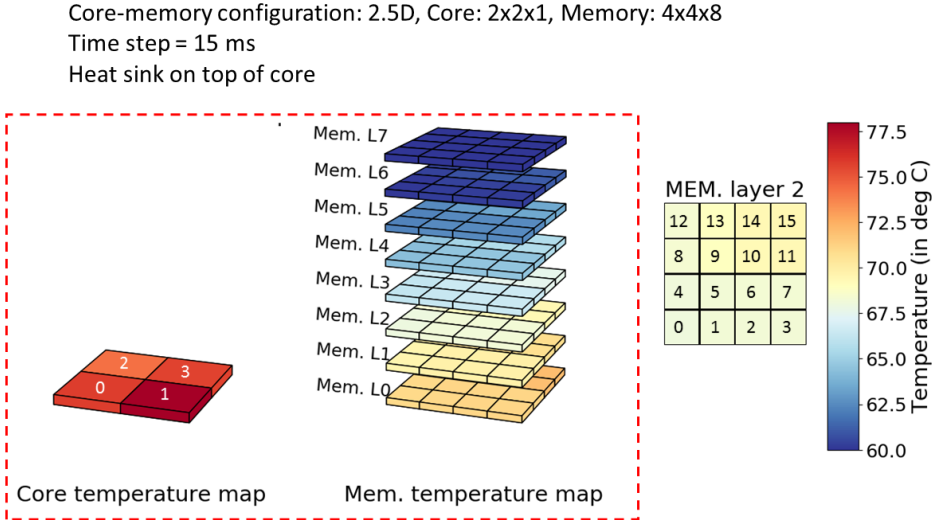 Core-memory configuration: 2.5D, Core: 2x2x1, Memory: 4x4x8
Time step = 15 ms
Heat sink on top of core
Mem. L7
Mem. L6
Mem. L5
Mem. L4
Mem. L3
Mem. L2
Mem. L1
Mem. L0
2
3
0
1
Core temperature map
Mem. temperature map
MEM. layer 2
12 13 14 15
8 9 10 11
4 5 6 7
0 1 2 3
77.5
75.0
72.5
70.0
67.5
65.0
62.5
60.0
Temperature (in deg C)